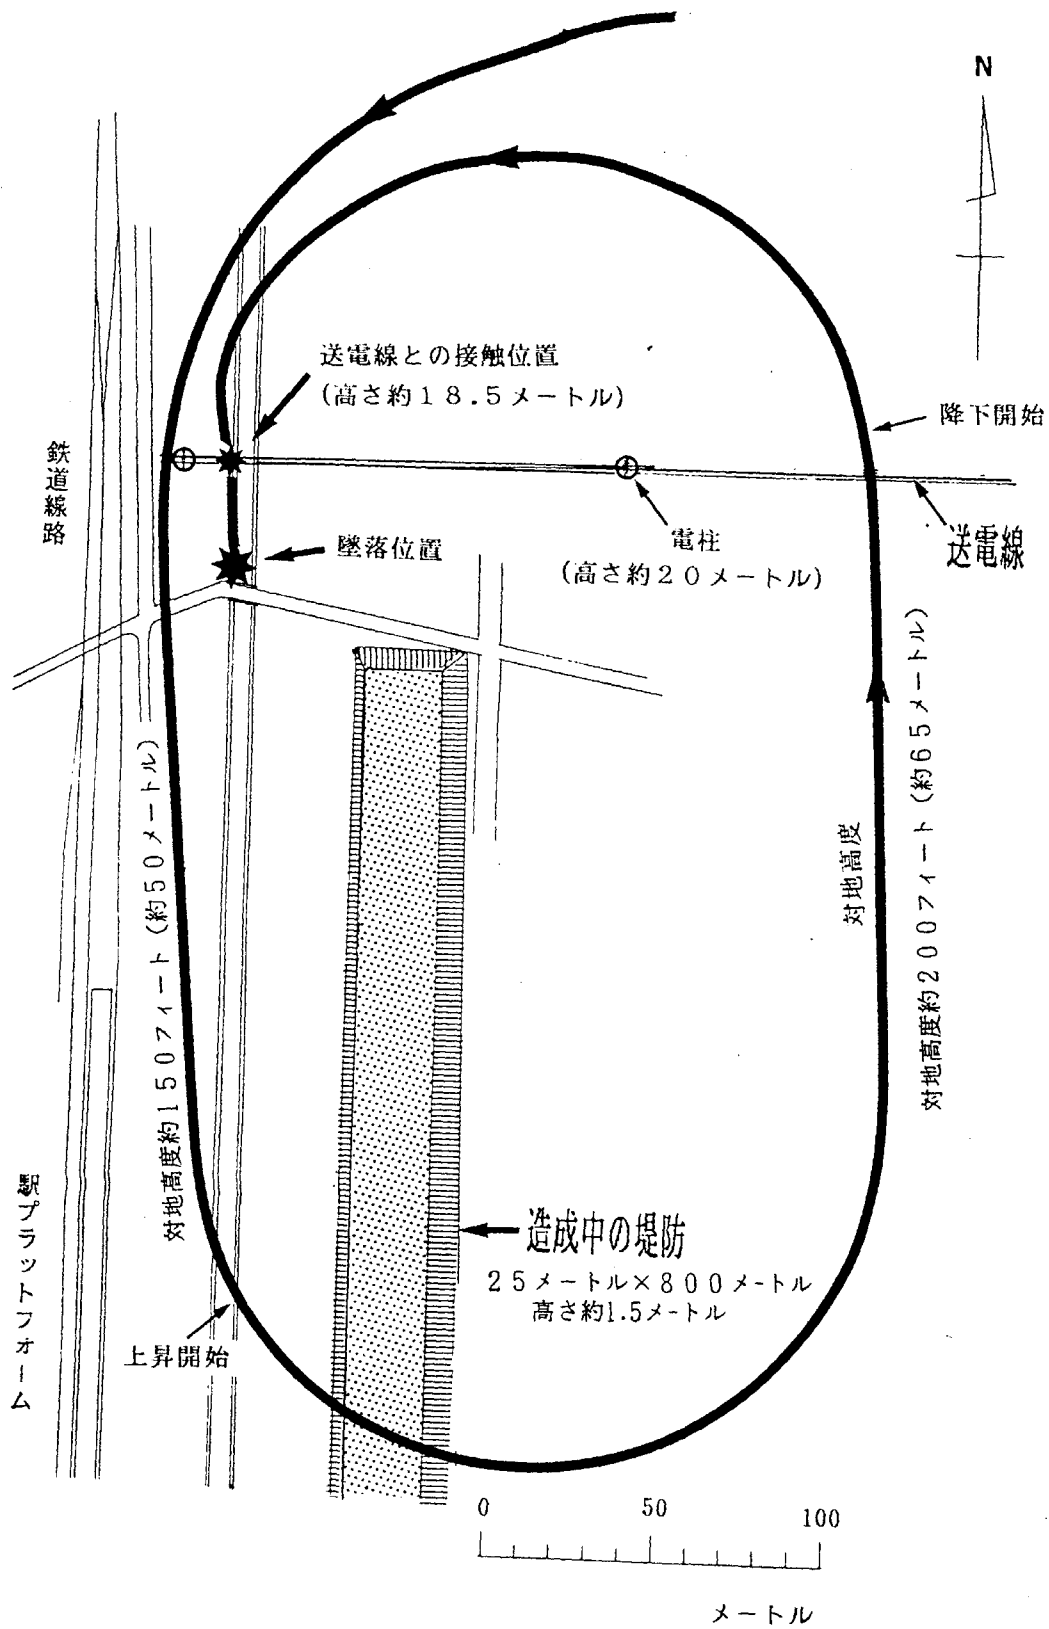 N
送電線との接触位置
(高さ約18.5メートル)
降下開始
鉄道線路
電柱
(高さ約20メートル)
送電線
墜落位置
対地高度約150フィート(約50メートル)
対地高度
対地高度約200フィート(約65メートル)
造成中の堤防
25メートル×800メートル
高さ約1.5メートル
駅プラットフォーム
上昇開始
0 50 100
メートル